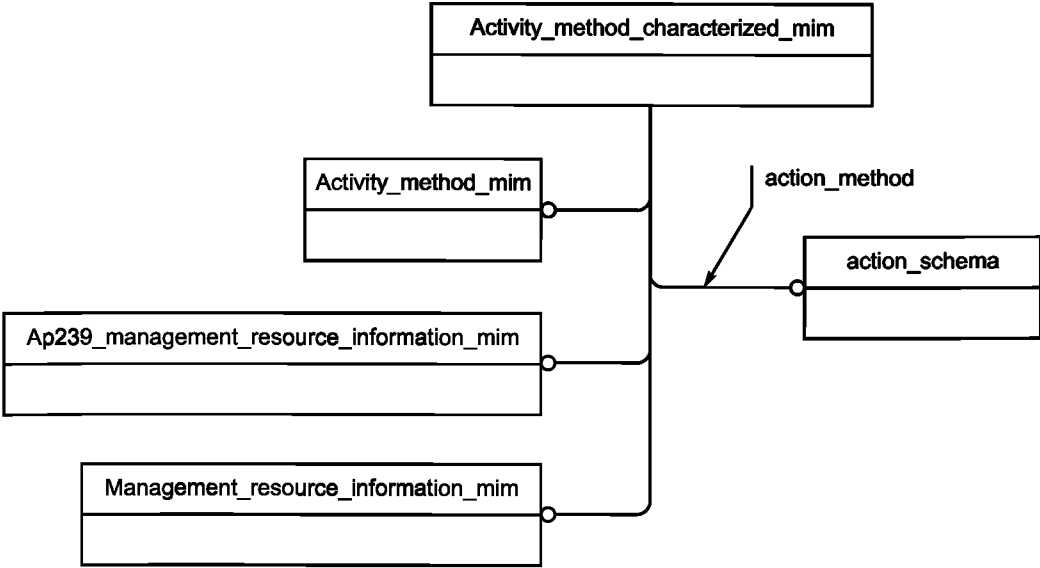 Activity_method_characterized_mim
Activity_method_mim
action_method
action_schema
Ap239_management_resource_information_mim
Management_resource_information_mim